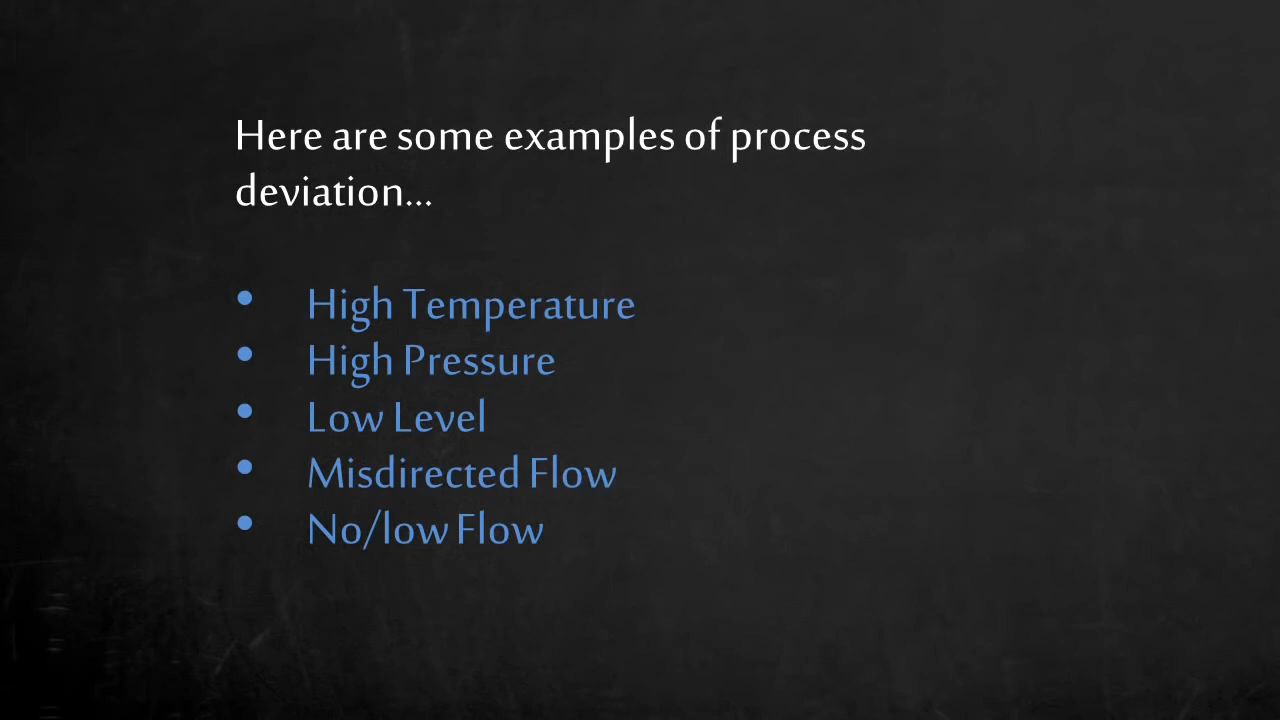 Here are some examples of process
deviation...
• High Temperature
• High Pressure
• Low Level
• Misdirected Flow
• No/low Flow